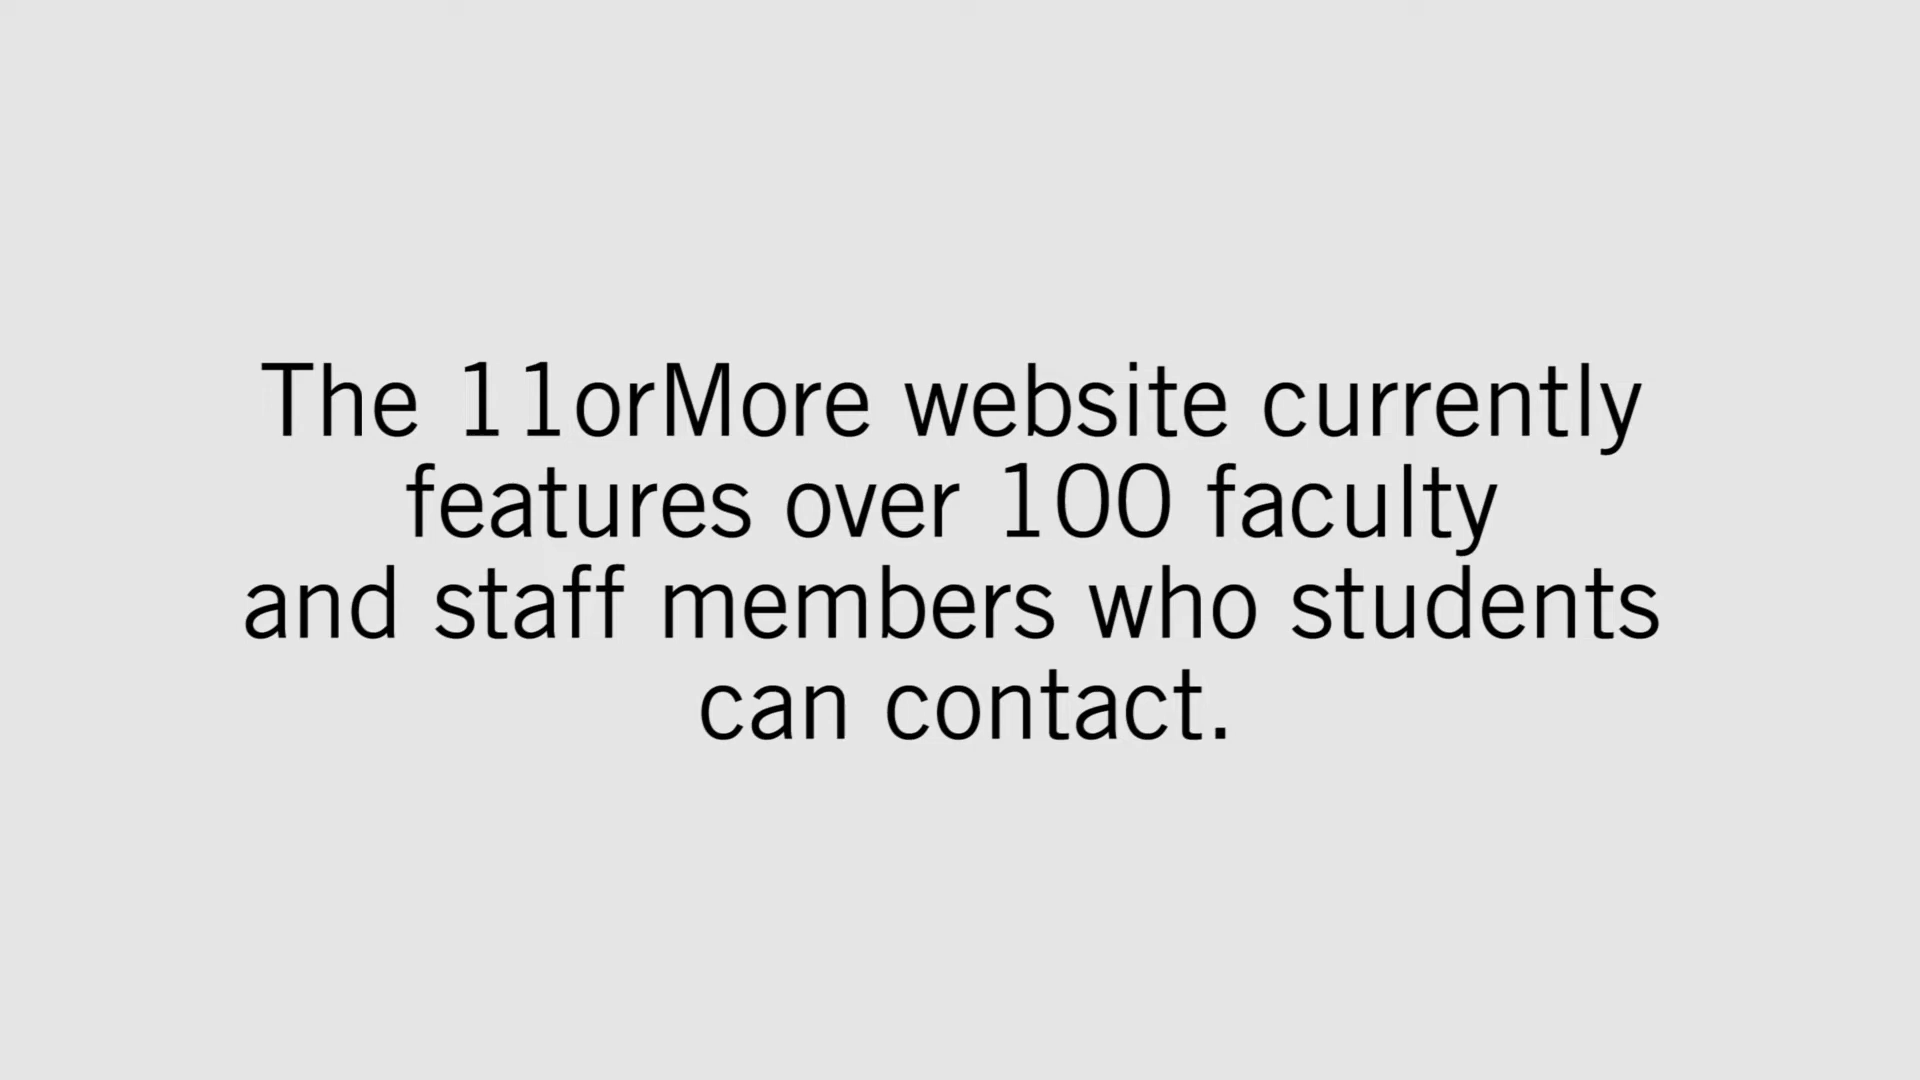 The 11orMore website currently
features over 100 faculty
and staff members who students
can contact.